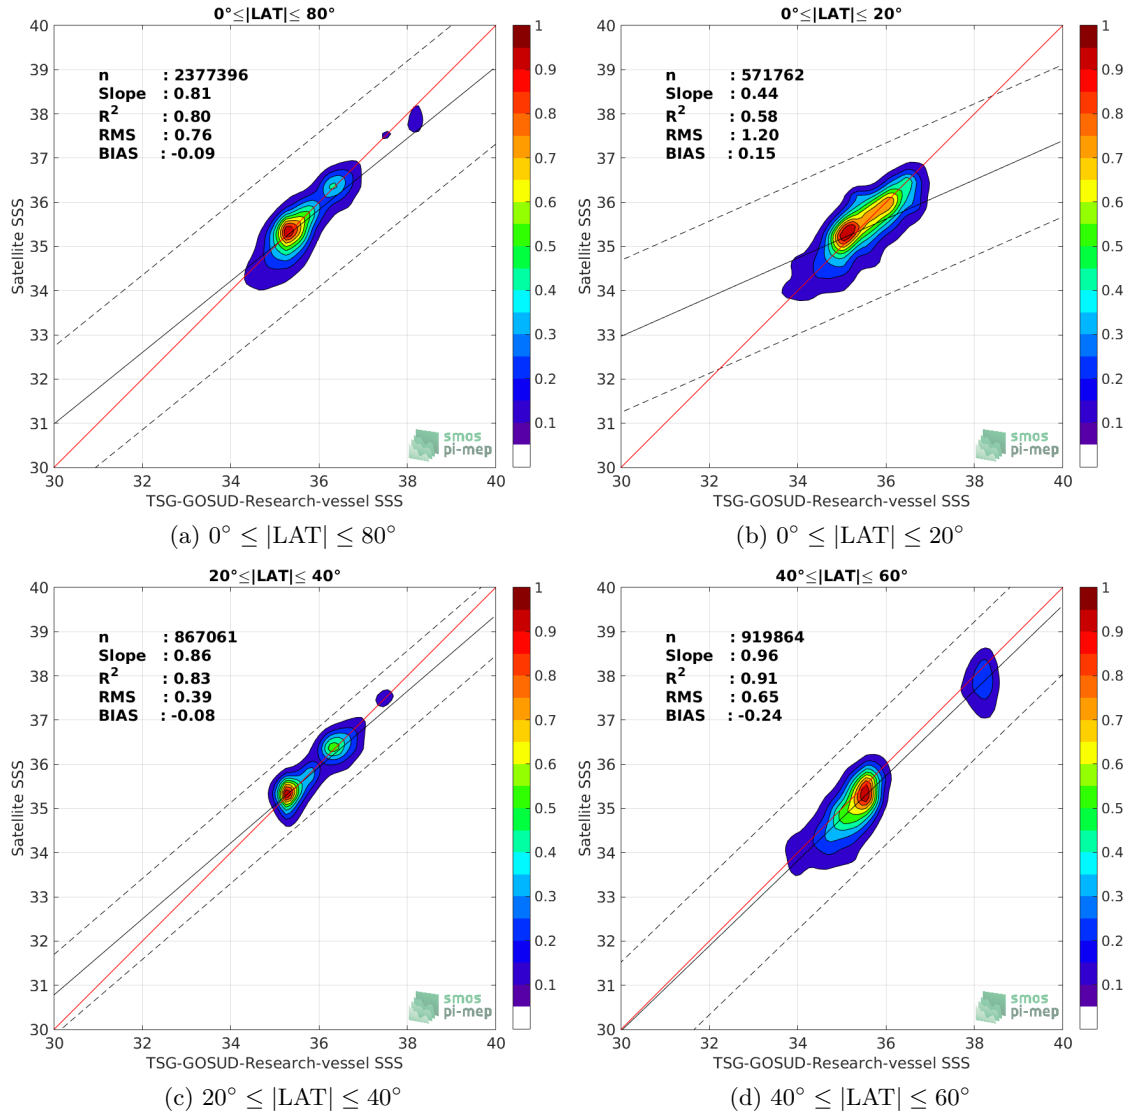 0°≤|LAT|≤ 80°
n : 2377396
Slope : 0.81
R² : 0.80
RMS : 0.76
BIAS : -0.09
Satellite SSS
40
39
38
37
36
35
34
33
32
31
30
30 32 34 36 38 40
TSG-GOSUD-Research-vessel SSS
1
0.9
0.8
0.7
0.6
0.5
0.4
0.3
0.2
0.1
smos
pi-mep
(a) 0° ≤ |LAT| ≤ 80°
0°≤|LAT|≤ 20°
n : 571762
Slope : 0.44
R² : 0.58
RMS : 1.20
BIAS : 0.15
Satellite SSS
40
39
38
37
36
35
34
33
32
31
30
30 32 34 36 38 40
TSG-GOSUD-Research-vessel SSS
1
0.9
0.8
0.7
0.6
0.5
0.4
0.3
0.2
0.1
smos
pi-mep
(b) 0° ≤ |LAT| ≤ 20°
20°≤|LAT|≤ 40°
n : 867061
Slope : 0.86
R² : 0.83
RMS : 0.39
BIAS : -0.08
Satellite SSS
40
39
38
37
36
35
34
33
32
31
30
30 32 34 36 38 40
TSG-GOSUD-Research-vessel SSS
1
0.9
0.8
0.7
0.6
0.5
0.4
0.3
0.2
0.1
smos
pi-mep
(c) 20° ≤ |LAT| ≤ 40°
40°≤|LAT|≤ 60°
n : 919864
Slope : 0.96
R² : 0.91
RMS : 0.65
BIAS : -0.24
Satellite SSS
40
39
38
37
36
35
34
33
32
31
30
30 32 34 36 38 40
TSG-GOSUD-Research-vessel SSS
1
0.9
0.8
0.7
0.6
0.5
0.4
0.3
0.2
0.1
smos
pi-mep
(d) 40° ≤ |LAT| ≤ 60°